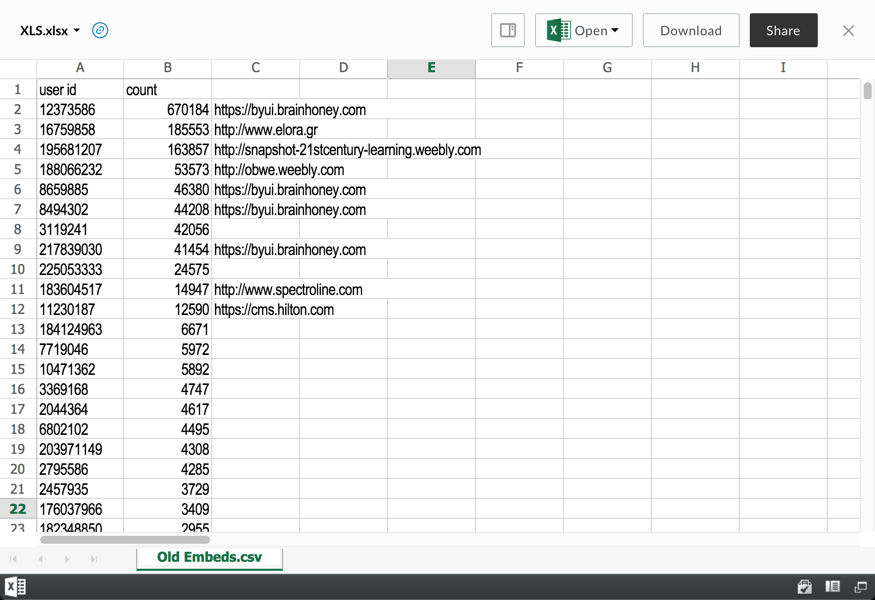 XLS.xlsx Open Download Share
A B C D E F G H I
1 user id count
2 12373586 670184 https://byui.brainhoney.com
3 16759858 185553 http://www.elora.gr
4 195681207 163857 http://snapshot-21stcentury-learning.weebly.com
5 188066232 53573 http://obwe.weebly.com
6 8659885 46380 https://byui.brainhoney.com
7 8494302 44208 https://byui.brainhoney.com
8 3119241 42056
9 217839030 41454 https://byui.brainhoney.com
10 225053333 24575
11 183604517 14947 http://www.spectroline.com
12 11230187 12590 https://cms.hilton.com
13 184124963 6671
14 7719046 5972
15 10471362 5892
16 3369168 4747
17 2044364 4617
18 6802102 4495
19 203971149 4308
20 2795586 4285
21 2457935 3729
22 176037966 3409
23 182348850 2955
Old Embeds.csv